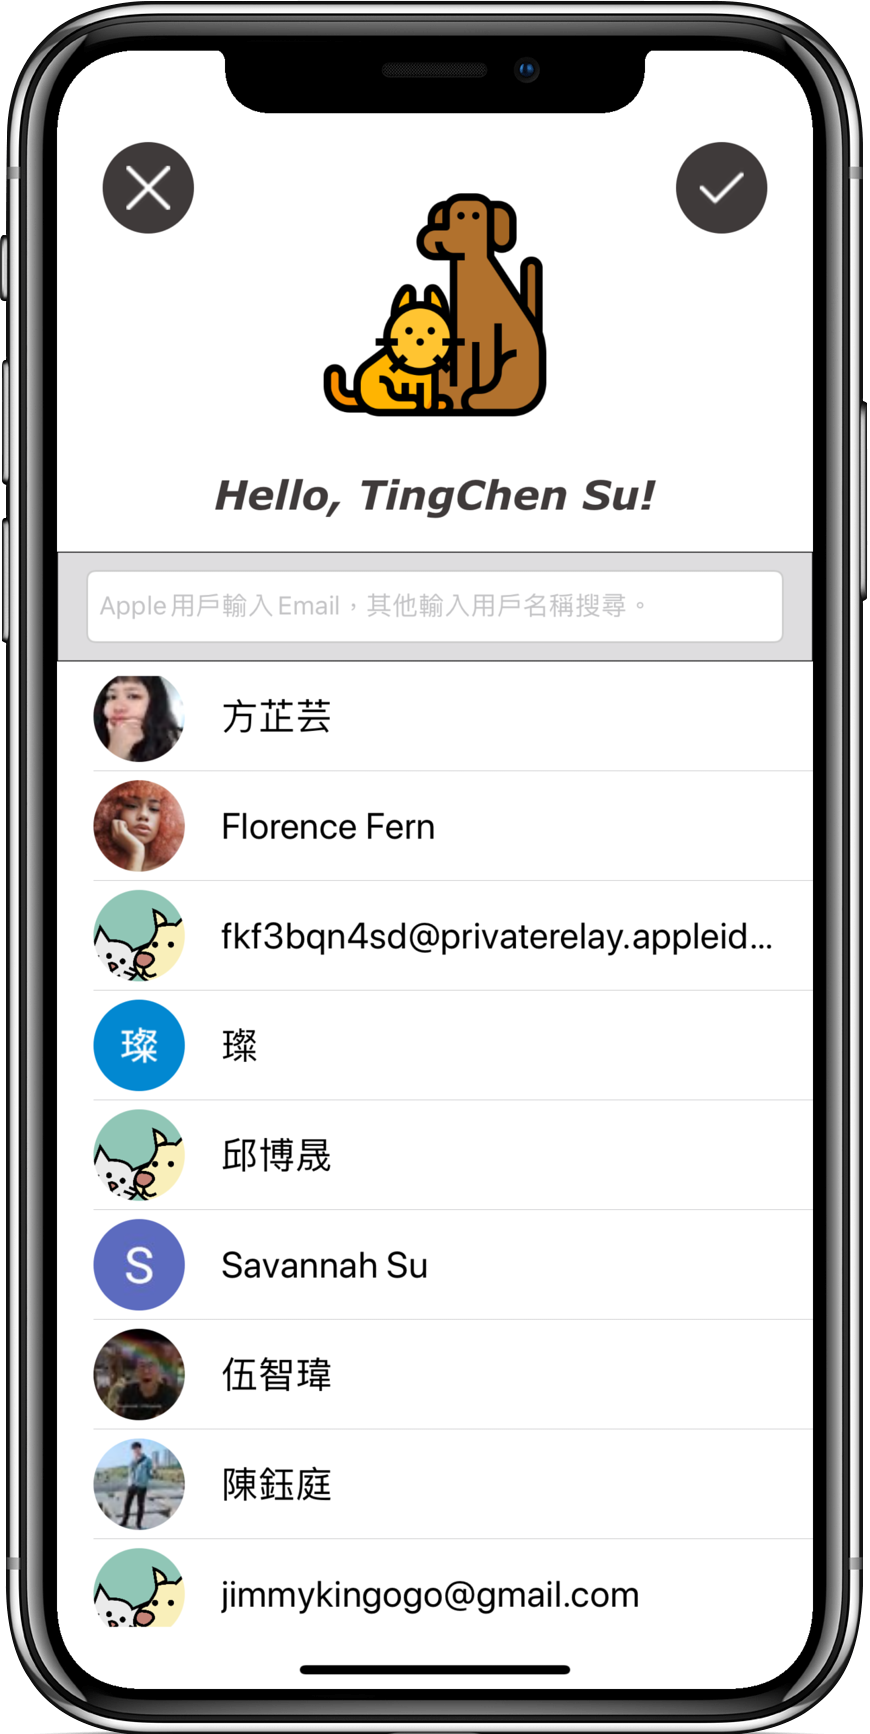 Hello, TingChen Su!
Apple用戶輸入Email，其他輸入用戶名稱搜尋。
方芷芸
Florence Fern
fkf3bqn4sd@privaterelay.appleid...
璨
璨
邱博晟
S
Savannah Su
伍智瑋
陳鈺庭
jimmykingogo@gmail.com